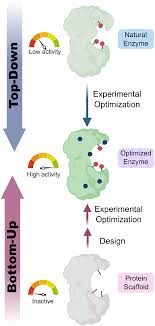 Top-Down
Low activity
Natural
Enzyme
Experimental
Optimization
High activity
Optimized
Enzyme
Bottom-Up
Experimental
Optimization
Design
Inactive
Protein
Scaffold